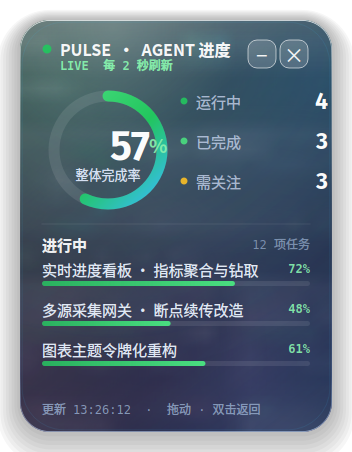 PULSE · AGENT 进度
LIVE 每 2 秒刷新
57%
整体完成率
运行中 4
已完成 3
需关注 3
进行中 12 项任务
实时进度看板 · 指标聚合与钻取 72%
多源采集网关 · 断点续传改造 48%
图表主题令牌化重构 61%
更新 13:26:12 · 拖动 · 双击返回